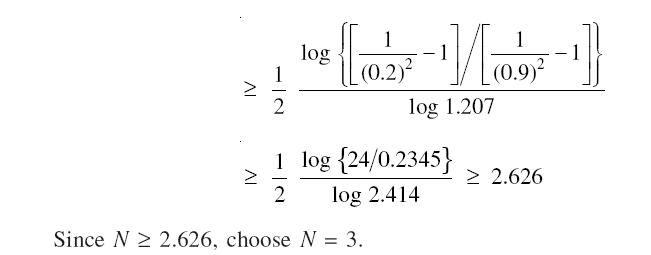 ≥ 1/2 log {[1/(0.2)² − 1]/[1/(0.9)² − 1]} / log 1.207
≥ 1/2 log {24/0.2345} / log 2.414 ≥ 2.626
Since N ≥ 2.626, choose N = 3.